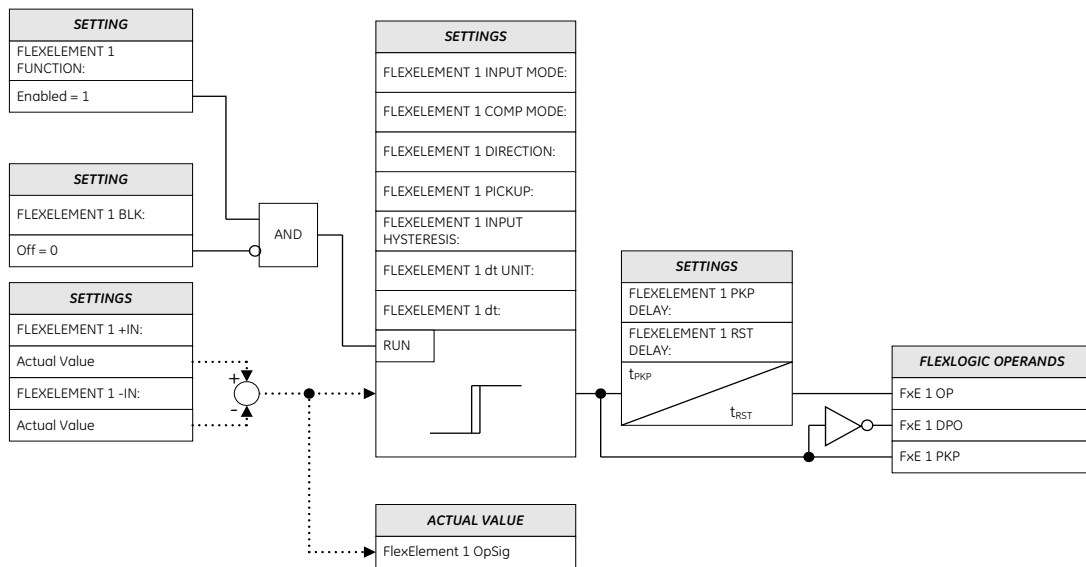 SETTING
FLEXELEMENT 1
FUNCTION:
Enabled = 1
SETTING
FLEXELEMENT 1 BLK:
Off = 0
SETTINGS
FLEXELEMENT 1 +IN:
Actual Value
FLEXELEMENT 1 -IN:
Actual Value
+
-
AND
SETTINGS
FLEXELEMENT 1 INPUT MODE:
FLEXELEMENT 1 COMP MODE:
FLEXELEMENT 1 DIRECTION:
FLEXELEMENT 1 PICKUP:
FLEXELEMENT 1 INPUT
HYSTERESIS:
FLEXELEMENT 1 dt UNIT:
FLEXELEMENT 1 dt:
RUN
ACTUAL VALUE
FlexElement 1 OpSig
SETTINGS
FLEXELEMENT 1 PKP
DELAY:
FLEXELEMENT 1 RST
DELAY:
tPKP
tRST
FLEXLOGIC OPERANDS
FxE 1 OP
FxE 1 DPO
FxE 1 PKP